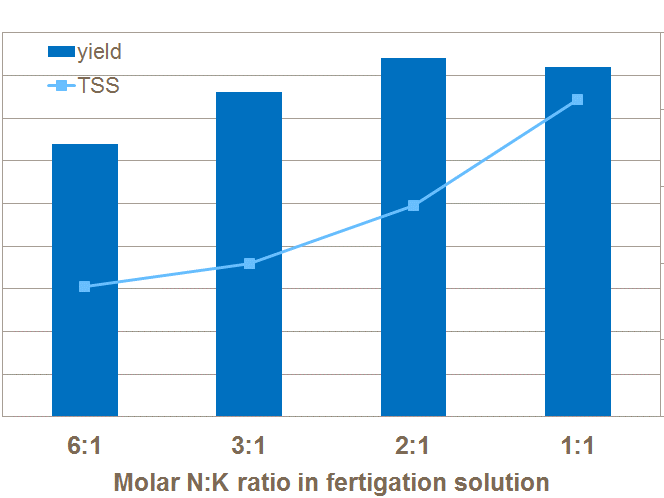 yield
TSS
6:1 3:1 2:1 1:1
Molar N:K ratio in fertigation solution